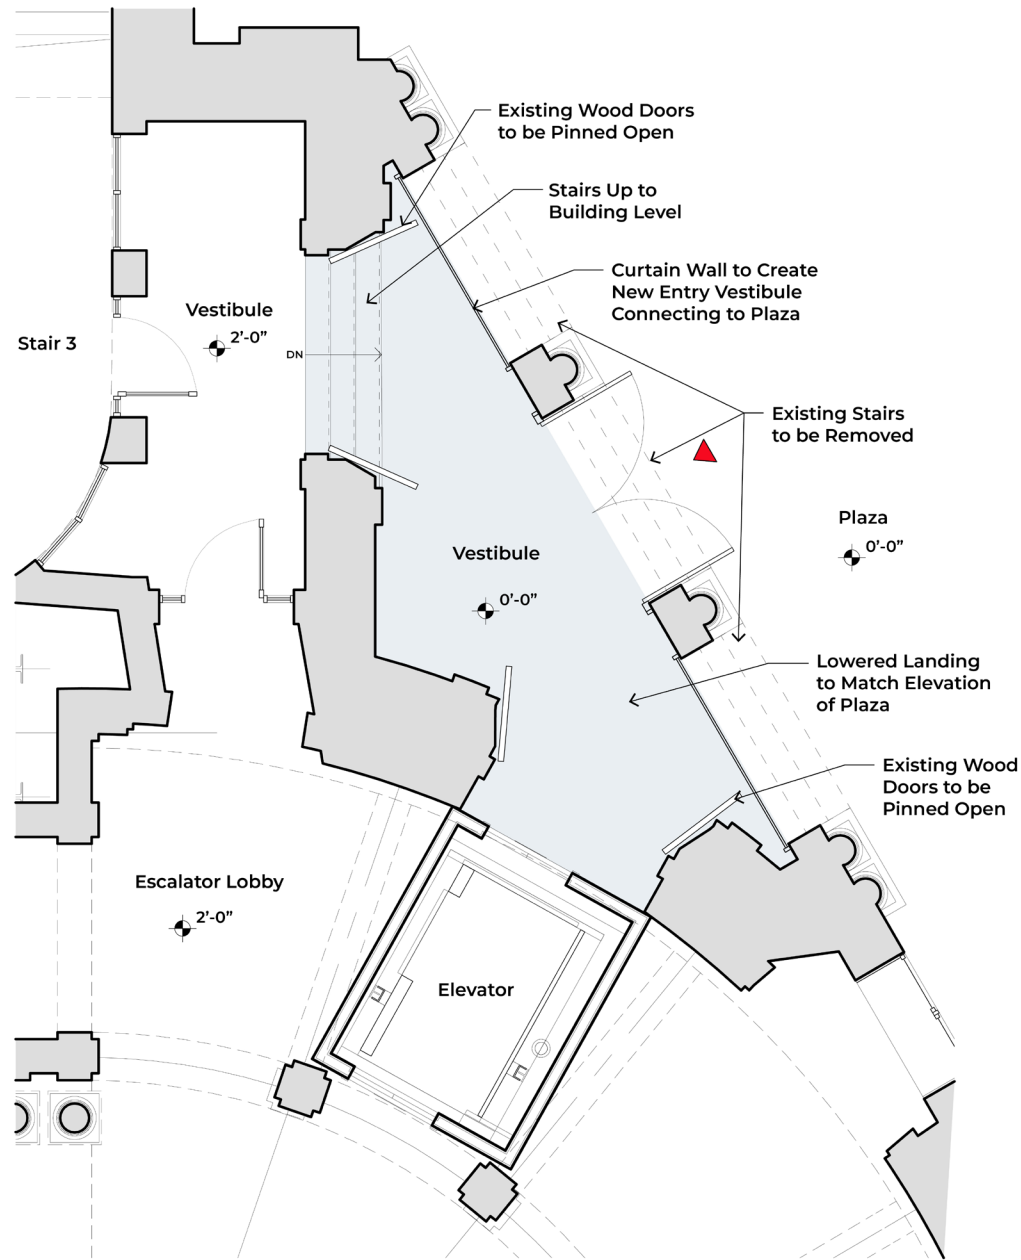 Existing Wood Doors
to be Pinned Open
Stairs Up to
Building Level
Curtain Wall to Create
New Entry Vestibule
Connecting to Plaza
Vestibule
2’-0”
Stair 3
DN
Existing Stairs
to be Removed
Plaza
0’-0”
Vestibule
0’-0”
Lowered Landing
to Match Elevation
of Plaza
Existing Wood
Doors to be
Pinned Open
Escalator Lobby
2’-0”
Elevator